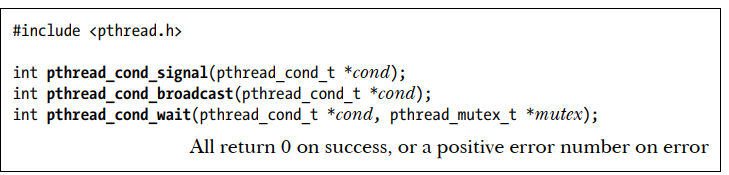 #include <pthread.h>
int pthread_cond_signal(pthread_cond_t *cond);
int pthread_cond_broadcast(pthread_cond_t *cond);
int pthread_cond_wait(pthread_cond_t *cond, pthread_mutex_t *mutex);
All return 0 on success, or a positive error number on error